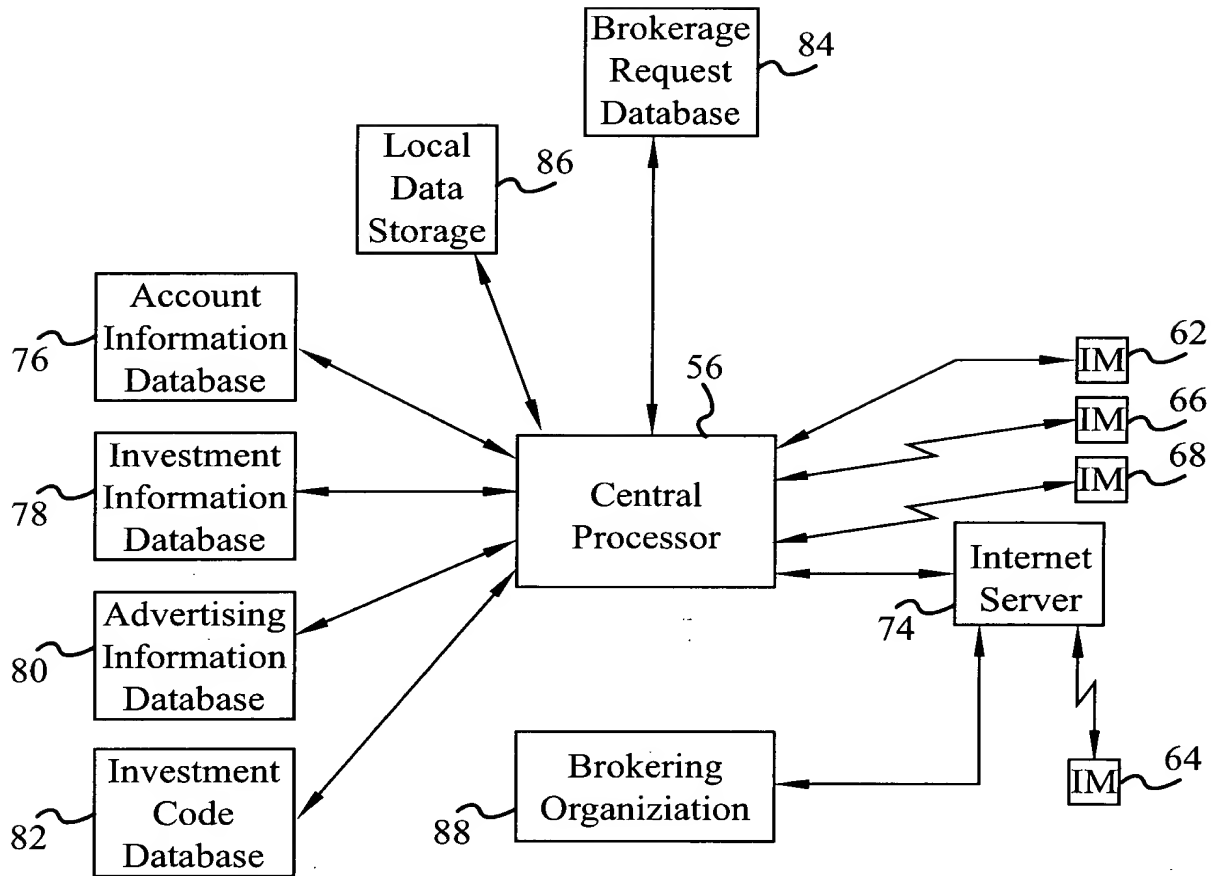 Brokerage
Request
Database
84
Local
Data
Storage
86
Account
Information
Database
76
56
IM
62
IM
66
IM
68
Investment
Information
Database
78
Central
Processor
Internet
Server
74
Advertising
Information
Database
80
Investment
Code
Database
82
Brokering
Organiziation
88
IM
64